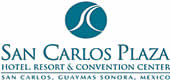 SAN CARLOS PLAZA
HOTEL, RESORT & CONVENTION CENTER
SAN CARLOS, GUAYMAS SONORA, MEXICO